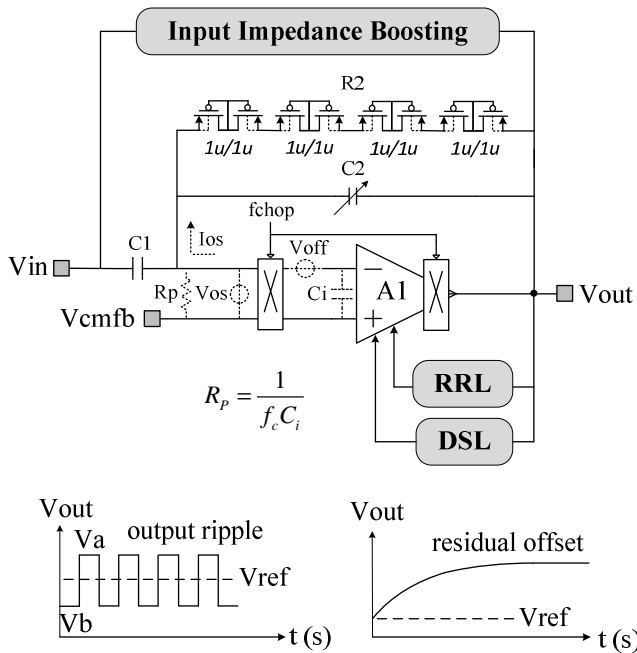 Input Impedance Boosting
R2
1u/1u 1u/1u 1u/1u 1u/1u
C2
fchop
C1 Ios Voff
Vin
Rp Vos Ci A1
Vcmfb
Vout
R_P = 1 / (f_c C_i)
RRL
DSL
Vout
Va output ripple
Vref
Vb
t (s)
Vout
residual offset
Vref
t (s)